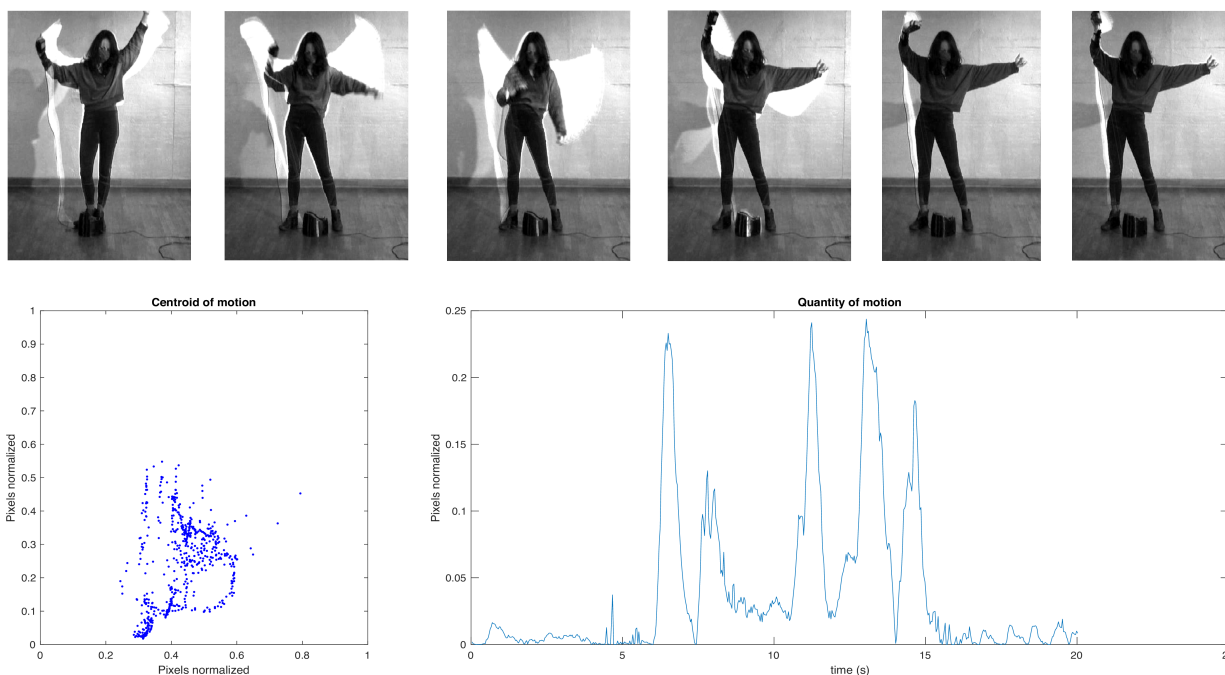 Centroid of motion
1
0.9
0.8
0.7
0.6
0.5
0.4
0.3
0.2
0.1
0
Pixels normalized
0 0.2 0.4 0.6 0.8 1
Pixels normalized
Quantity of motion
0.25
0.2
0.15
0.1
0.05
0
Pixels normalized
0 5 10 15 20 2
time (s)